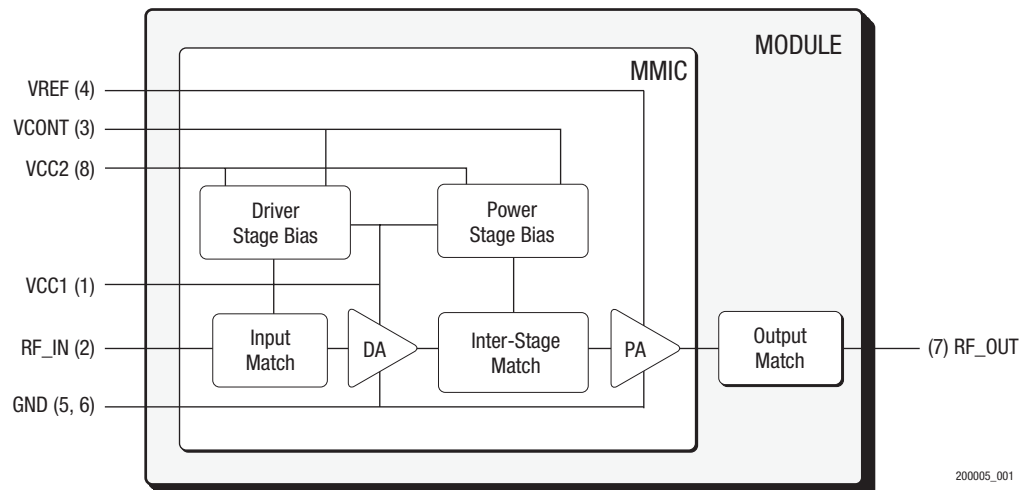 MODULE
MMIC
VREF (4)
VCONT (3)
VCC2 (8)
Driver
Stage Bias
Power
Stage Bias
VCC1 (1)
RF_IN (2)
Input
Match
DA
Inter-Stage
Match
PA
Output
Match
(7) RF_OUT
GND (5, 6)
200005_001